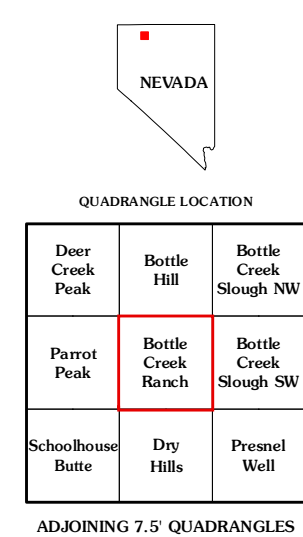 NEVADA
QUADRANGLE LOCATION
Deer
Creek
Peak
Bottle
Hill
Bottle
Creek
Slough NW
Parrot
Peak
Bottle
Creek
Ranch
Bottle
Creek
Slough SW
Schoolhouse
Butte
Dry
Hills
Presnel
Well
ADJOINING 7.5' QUADRANGLES